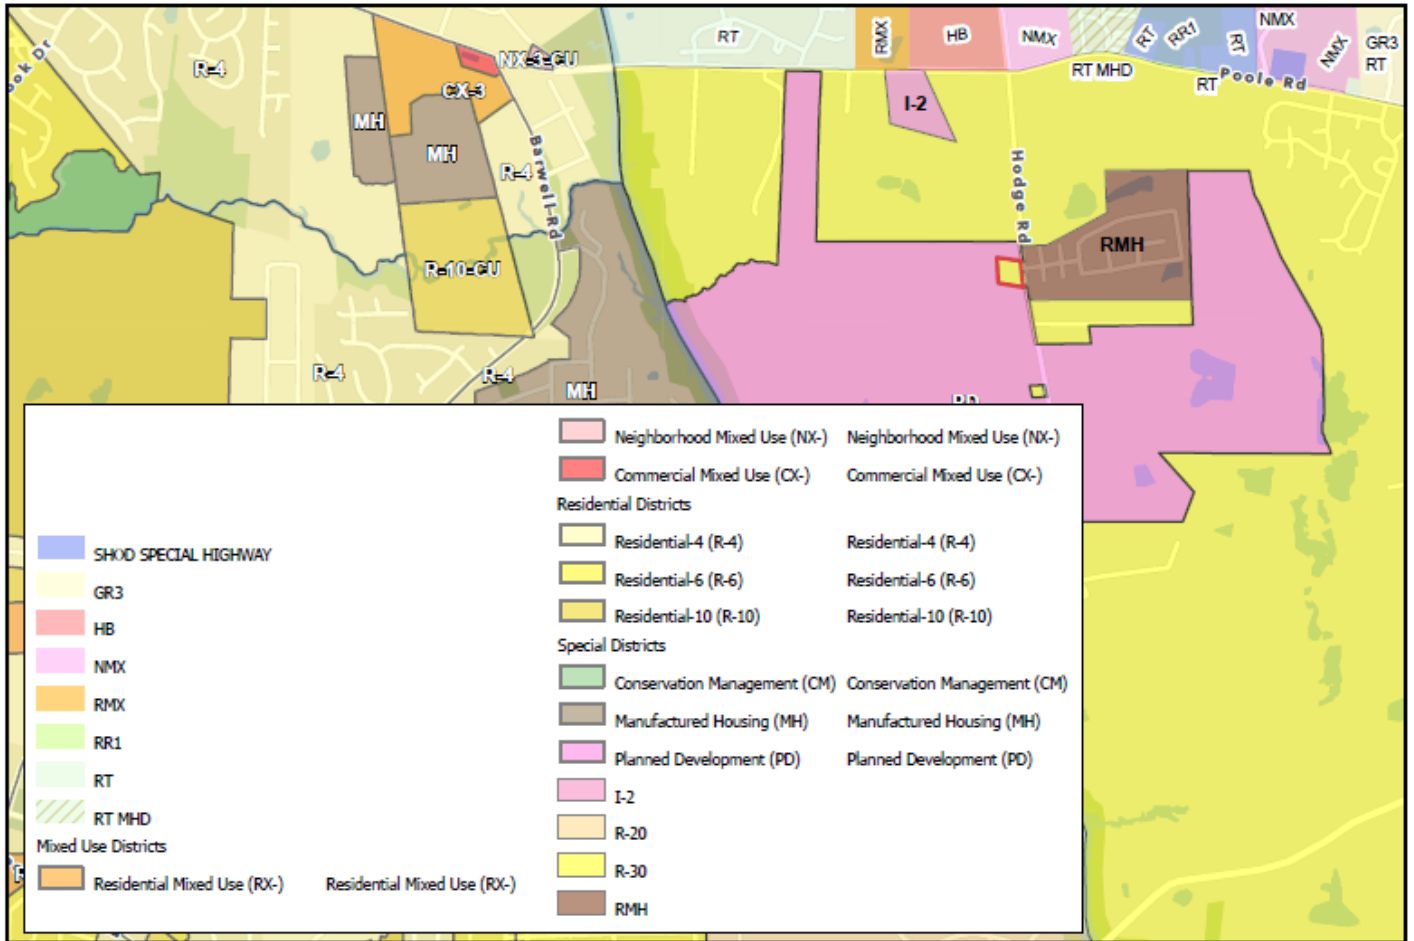 ook Dr
R-4
NX-3-CU
CX-3
MH
MH
R-4
Barwell Rd
R-10-CU
R-4
R-4
MH
RT
RMX
HB
NMX
RT MHD
RT
RR1
RT
RT
NMX
NMX
GR3
RT
Poole Rd
I-2
Hodge Rd
RMH
PD
SHOD SPECIAL HIGHWAY
GR3
HB
NMX
RMX
RR1
RT
RT MHD
Mixed Use Districts
Residential Mixed Use (RX-) Residential Mixed Use (RX-)
Neighborhood Mixed Use (NX-) Neighborhood Mixed Use (NX-)
Commercial Mixed Use (CX-) Commercial Mixed Use (CX-)
Residential Districts
Residential-4 (R-4) Residential-4 (R-4)
Residential-6 (R-6) Residential-6 (R-6)
Residential-10 (R-10) Residential-10 (R-10)
Special Districts
Conservation Management (CM) Conservation Management (CM)
Manufactured Housing (MH) Manufactured Housing (MH)
Planned Development (PD) Planned Development (PD)
I-2
R-20
R-30
RMH